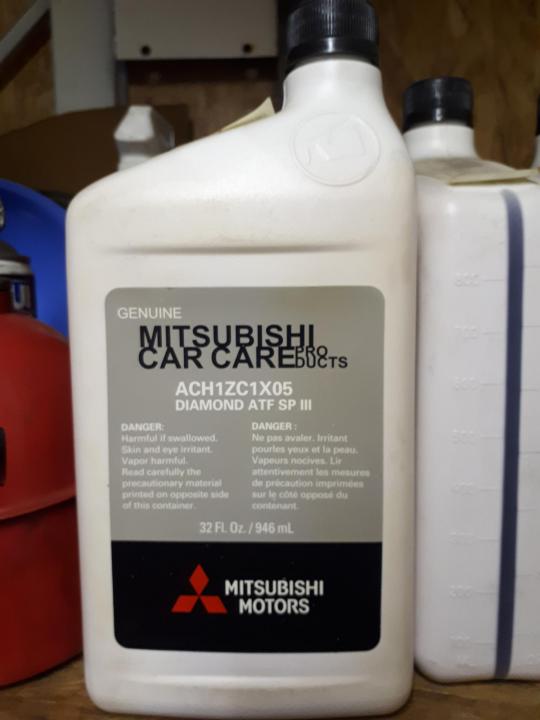 GENUINE
MITSUBISHI
CAR CARE PRO
DUCTS
ACH1ZC1X05
DIAMOND ATF SP III
DANGER:
Harmful if swallowed.
Skin and eye irritant.
Vapor harmful.
Read carefully the
precautionary material
printed on opposite side
of this container.
DANGER :
Ne pas avaler. Irritant
pourles yeux et la peau.
Vapeurs nocives. Lir
attentivement les mesures
de précaution imprimées
sur le côté opposé du
contenant.
32 Fl. Oz. / 946 mL
MITSUBISHI
MOTORS